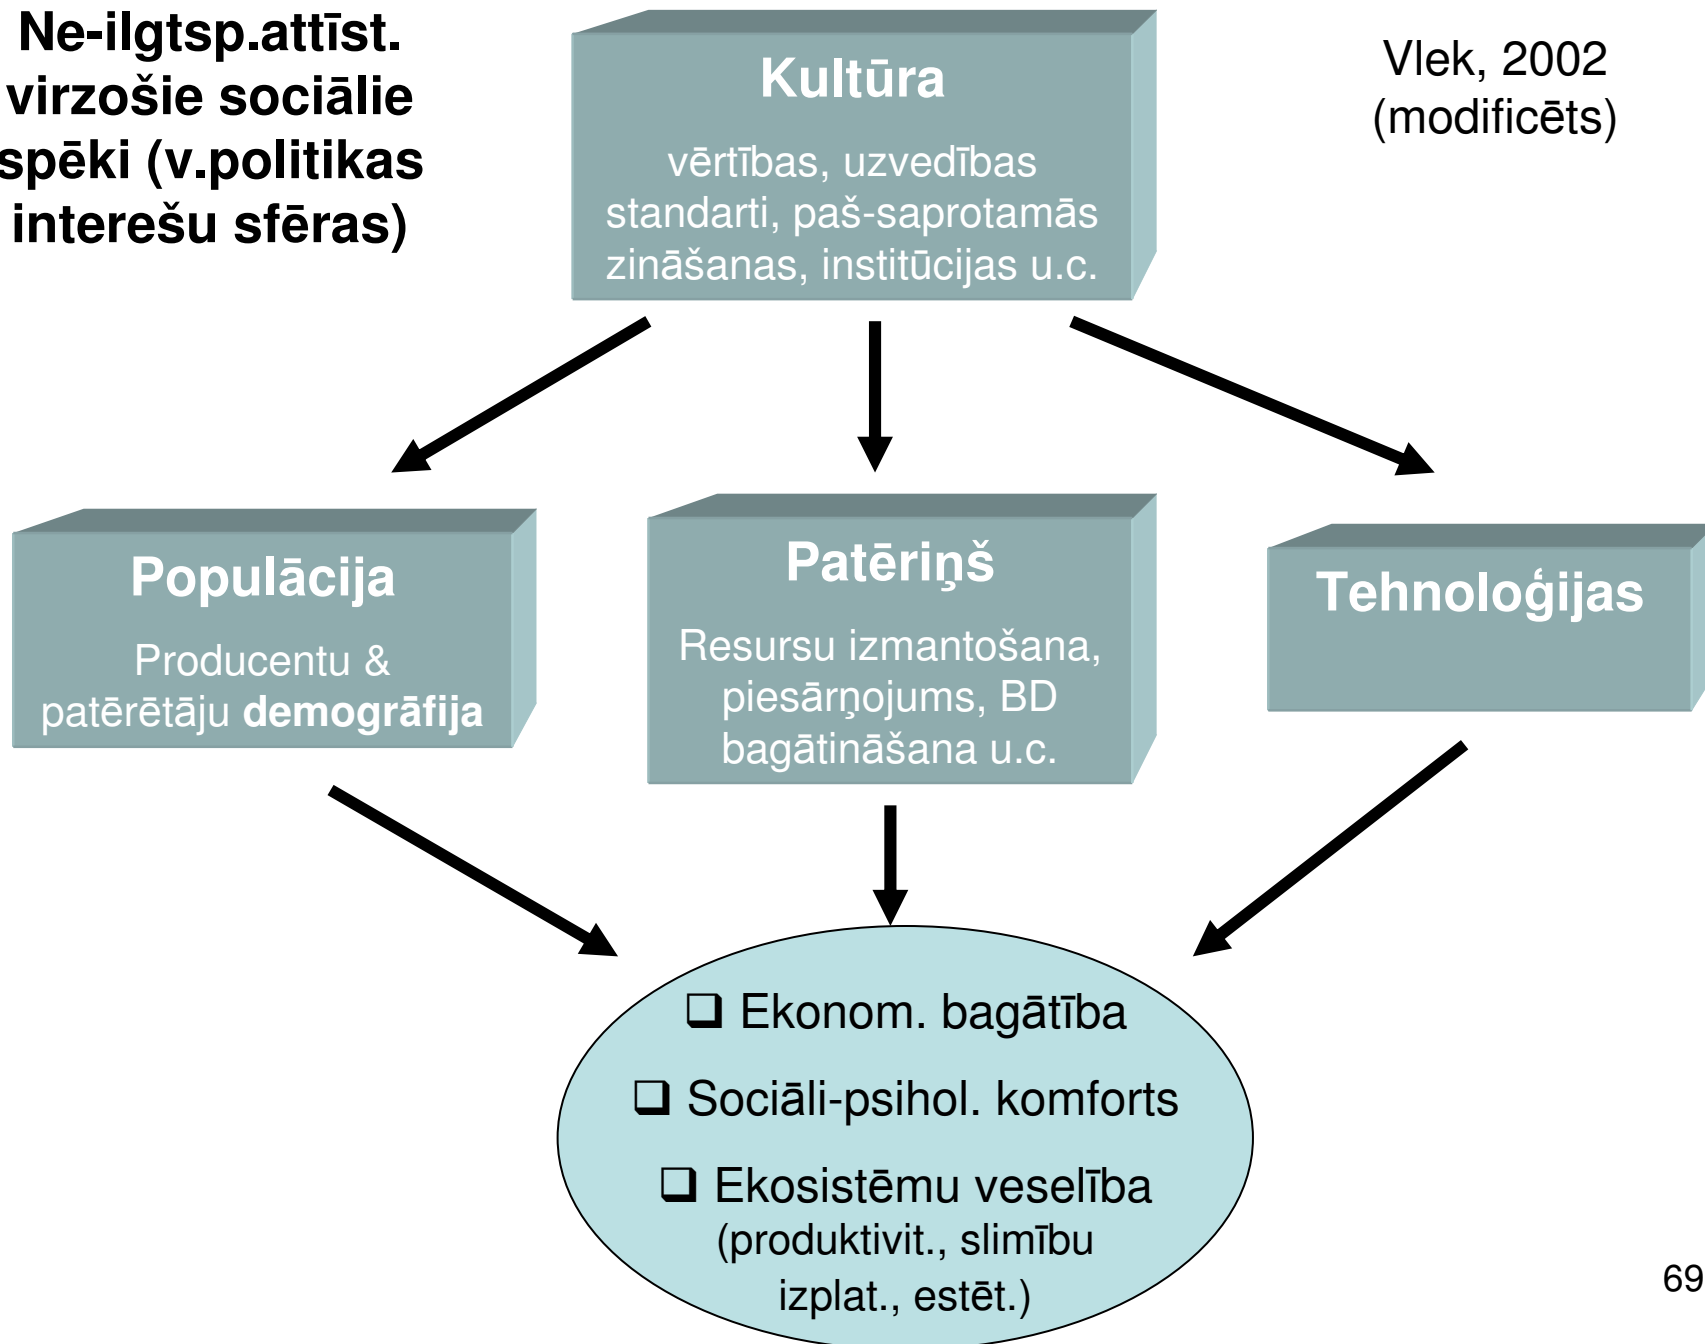 Ne-ilgtsp.attīst.
virzošie sociālie
spēki (v.politikas
interešu sfēras)
Kultūra
vērtības, uzvedības
standarti, paš-saprotamās
zināšanas, institūcijas u.c.
Vlek, 2002
(modificēts)
Populācija
Producentu &
patērētāju demogrāfija
Patēriņš
Resursu izmantošana,
piesārņojums, BD
bagātināšana u.c.
Tehnoloģijas
❑ Ekonom. bagātība
❑ Sociāli-psihol. komforts
❑ Ekosistēmu veselība
(produktivit., slimību
izplat., estēt.)
69